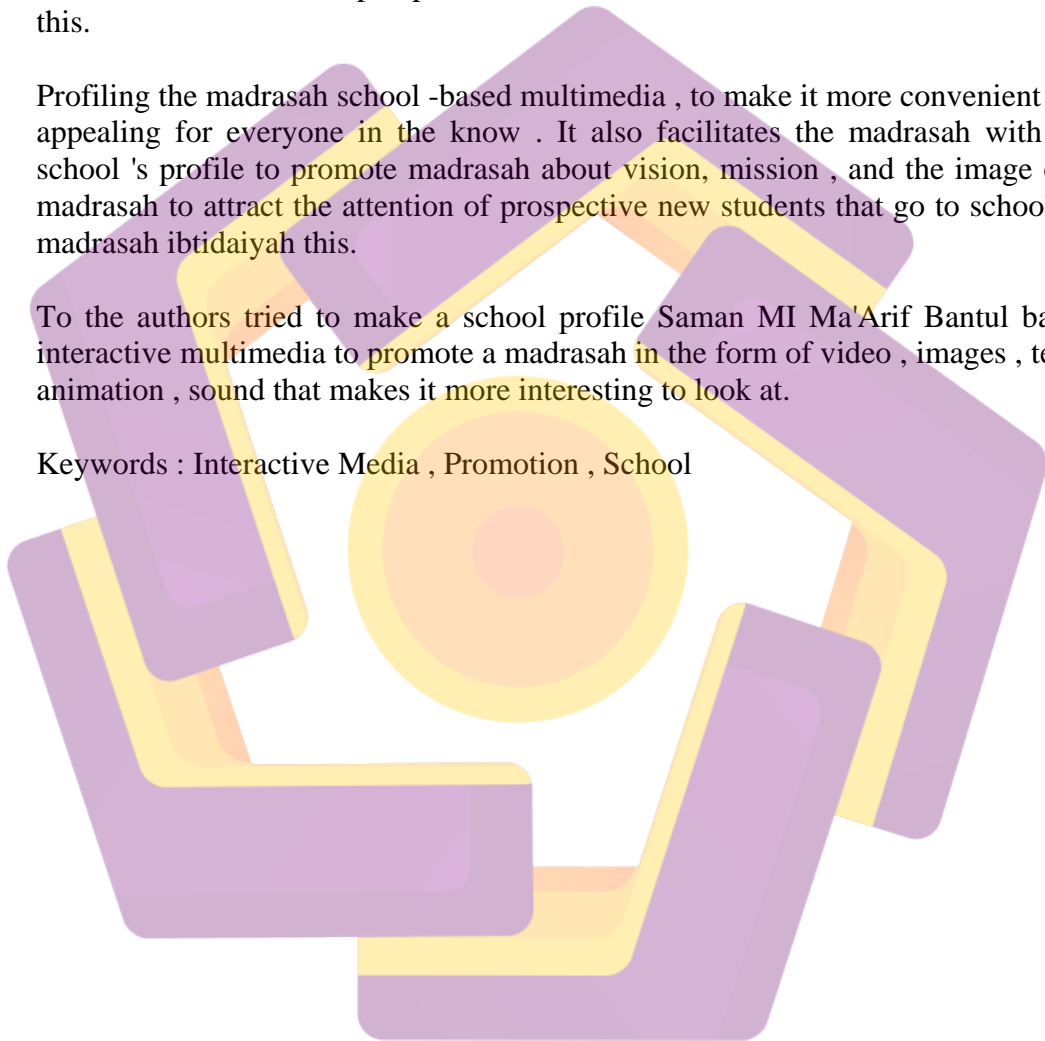 this.
Profiling the madrasah school -based multimedia , to make it more convenient
appealing for everyone in the know . It also facilitates the madrasah with
school 's profile to promote madrasah about vision, mission , and the image
madrasah to attract the attention of prospective new students that go to schoo
madrasah ibtidaiyah this.
To the authors tried to make a school profile Saman MI Ma'Arif Bantul ba
interactive multimedia to promote a madrasah in the form of video , images , te
animation , sound that makes it more interesting to look at.
Keywords : Interactive Media , Promotion , School